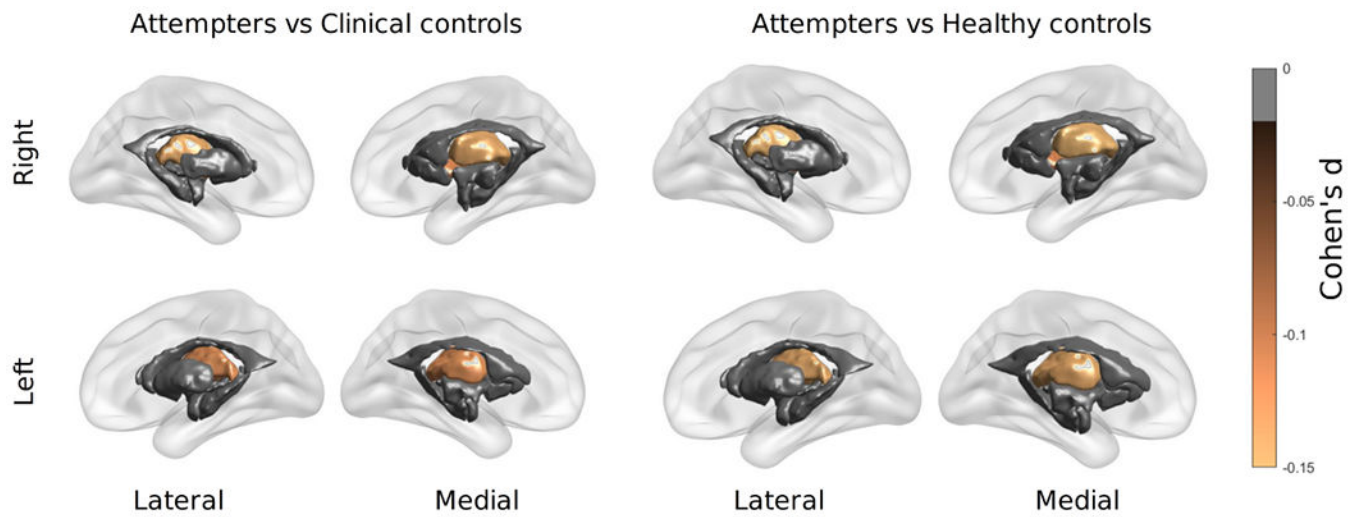 Attempters vs Clinical controls
Attempters vs Healthy controls
Right
Left
Lateral
Medial
Lateral
Medial
0
-0.05
-0.1
-0.15
Cohen's d